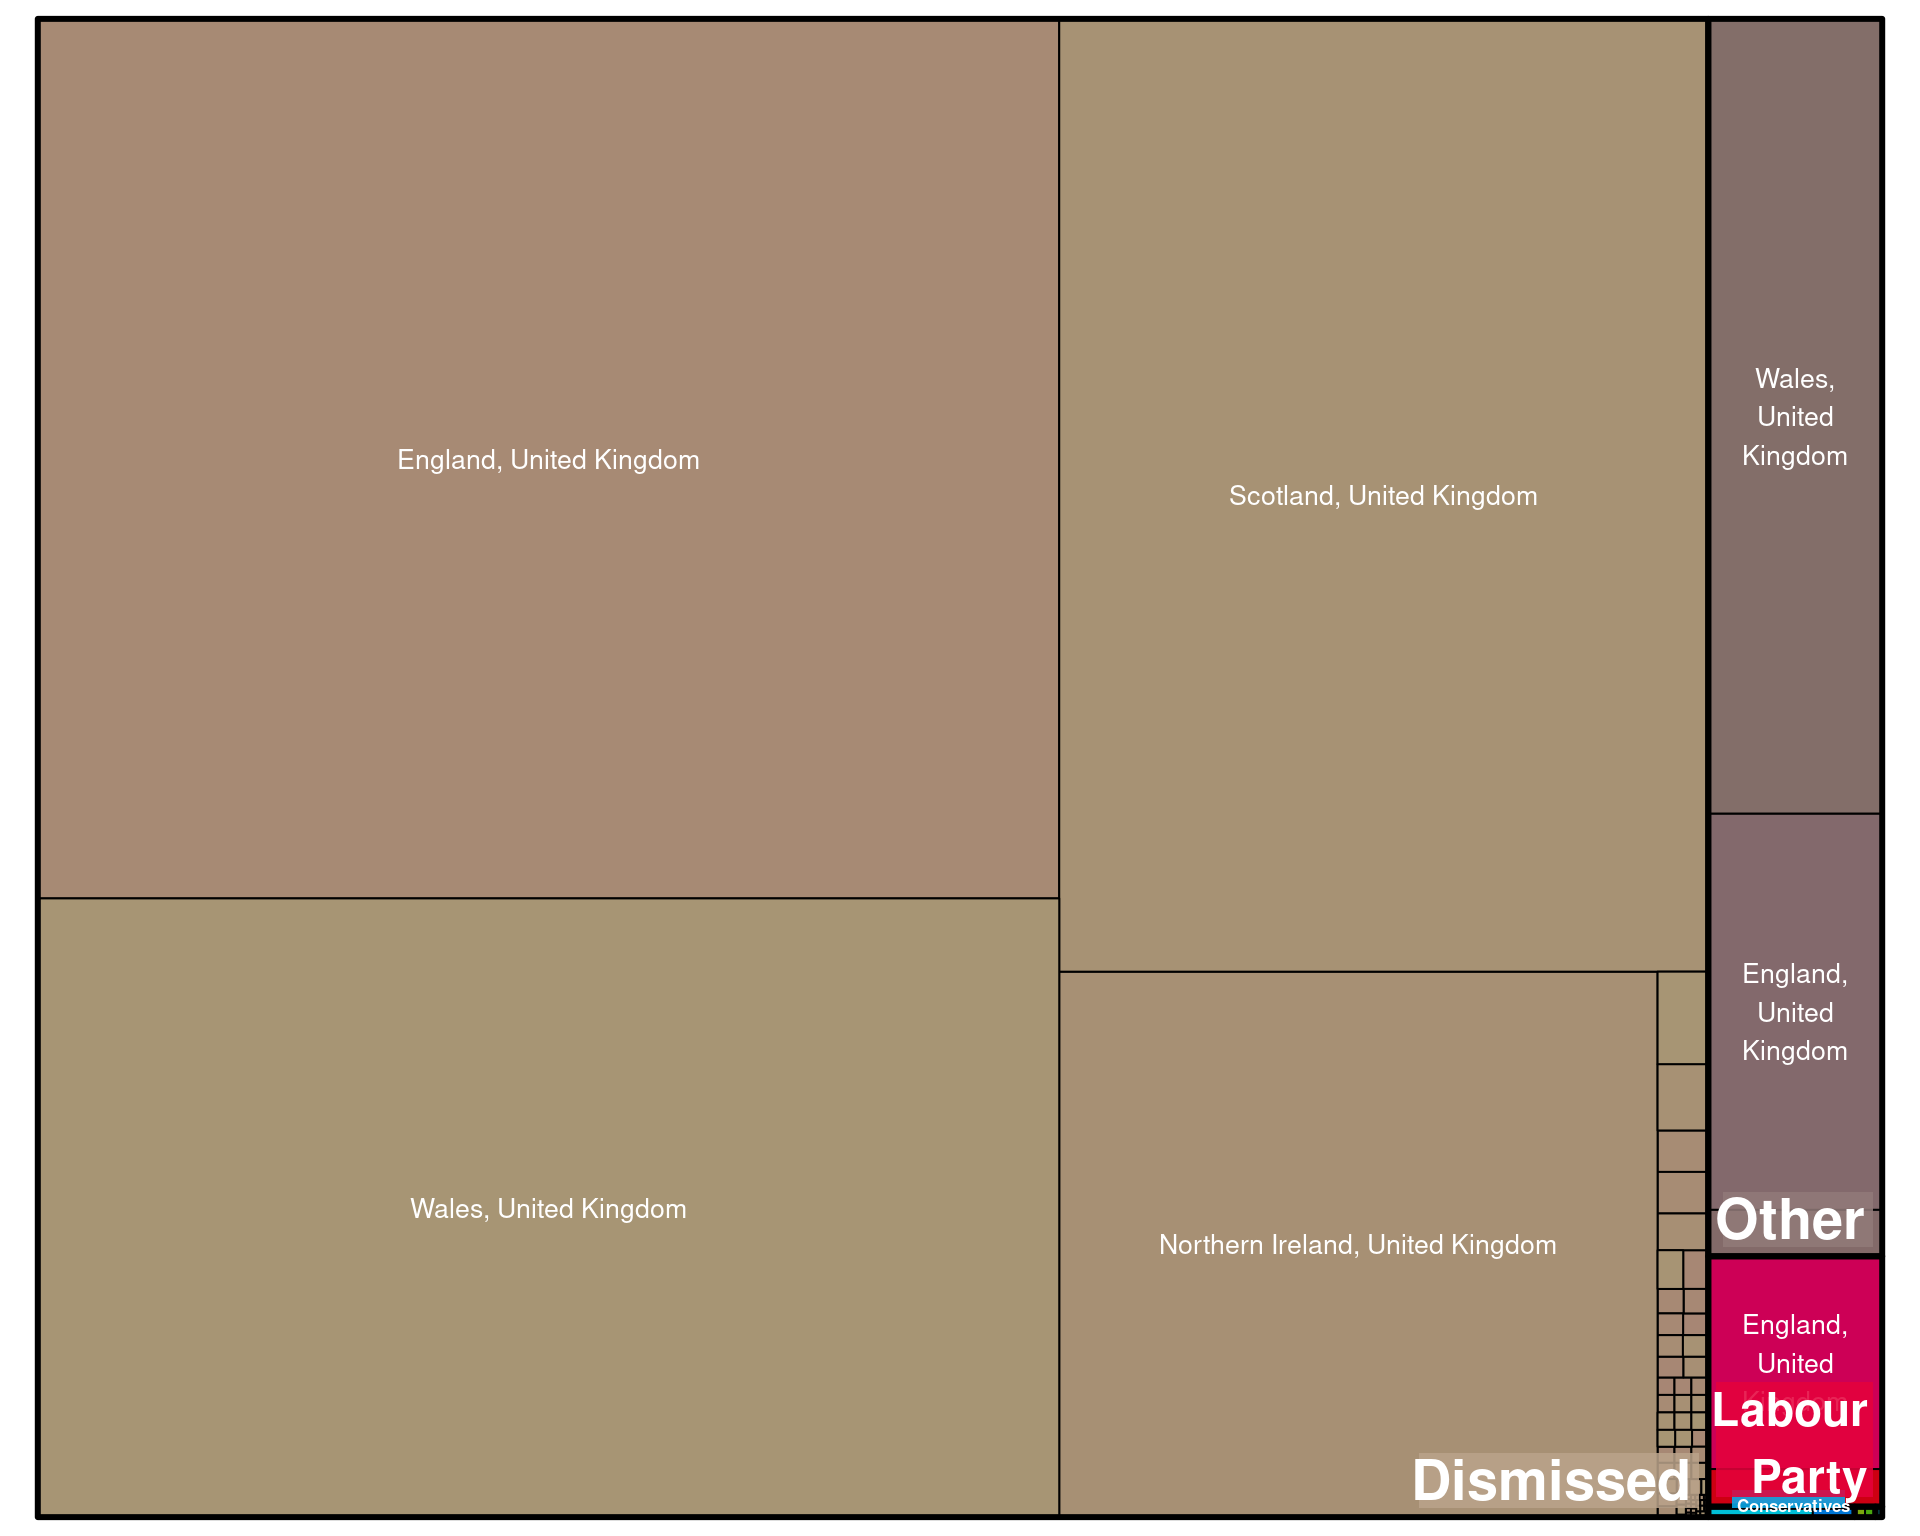 England, United Kingdom
Scotland, United Kingdom
Wales, United Kingdom
Northern Ireland, United Kingdom
Dismissed
Wales,
United
Kingdom
England,
United
Kingdom
Other
England,
United
Kingdom
Labour
Party
Conservatives